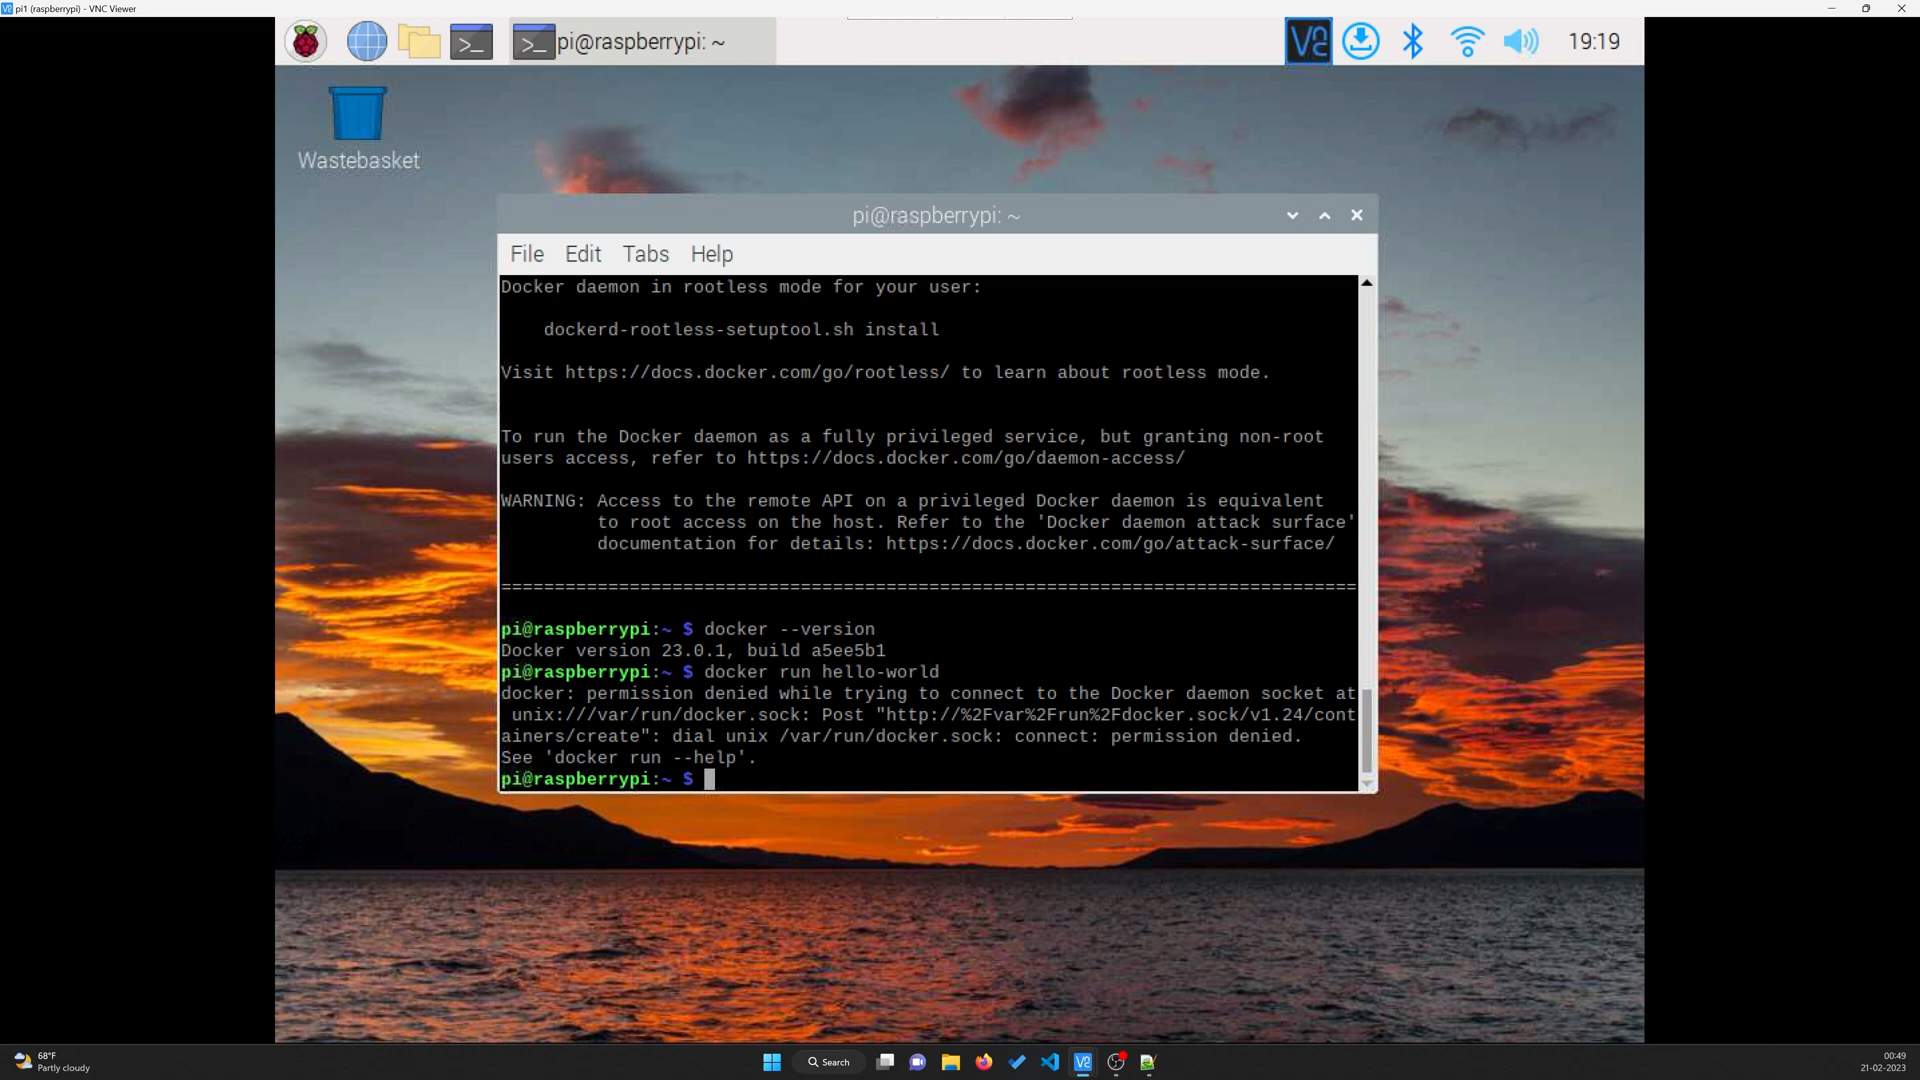 pi1 (raspberrypi) - VNC Viewer
pi@raspberrypi: ~
19:19
Wastebasket
pi@raspberrypi: ~
File Edit Tabs Help
Docker daemon in rootless mode for your user:
dockerd-rootless-setuptool.sh install
Visit https://docs.docker.com/go/rootless/ to learn about rootless mode.
To run the Docker daemon as a fully privileged service, but granting non-root
users access, refer to https://docs.docker.com/go/daemon-access/
WARNING: Access to the remote API on a privileged Docker daemon is equivalent
to root access on the host. Refer to the 'Docker daemon attack surface'
documentation for details: https://docs.docker.com/go/attack-surface/
================================================================================
pi@raspberrypi:~ $ docker --version
Docker version 23.0.1, build a5ee5b1
pi@raspberrypi:~ $ docker run hello-world
docker: permission denied while trying to connect to the Docker daemon socket at
unix:///var/run/docker.sock: Post "http://%2Fvar%2Frun%2Fdocker.sock/v1.24/cont
ainers/create": dial unix /var/run/docker.sock: connect: permission denied.
See 'docker run --help'.
pi@raspberrypi:~ $
68°F
Partly cloudy
Search
00:49
21-02-2023